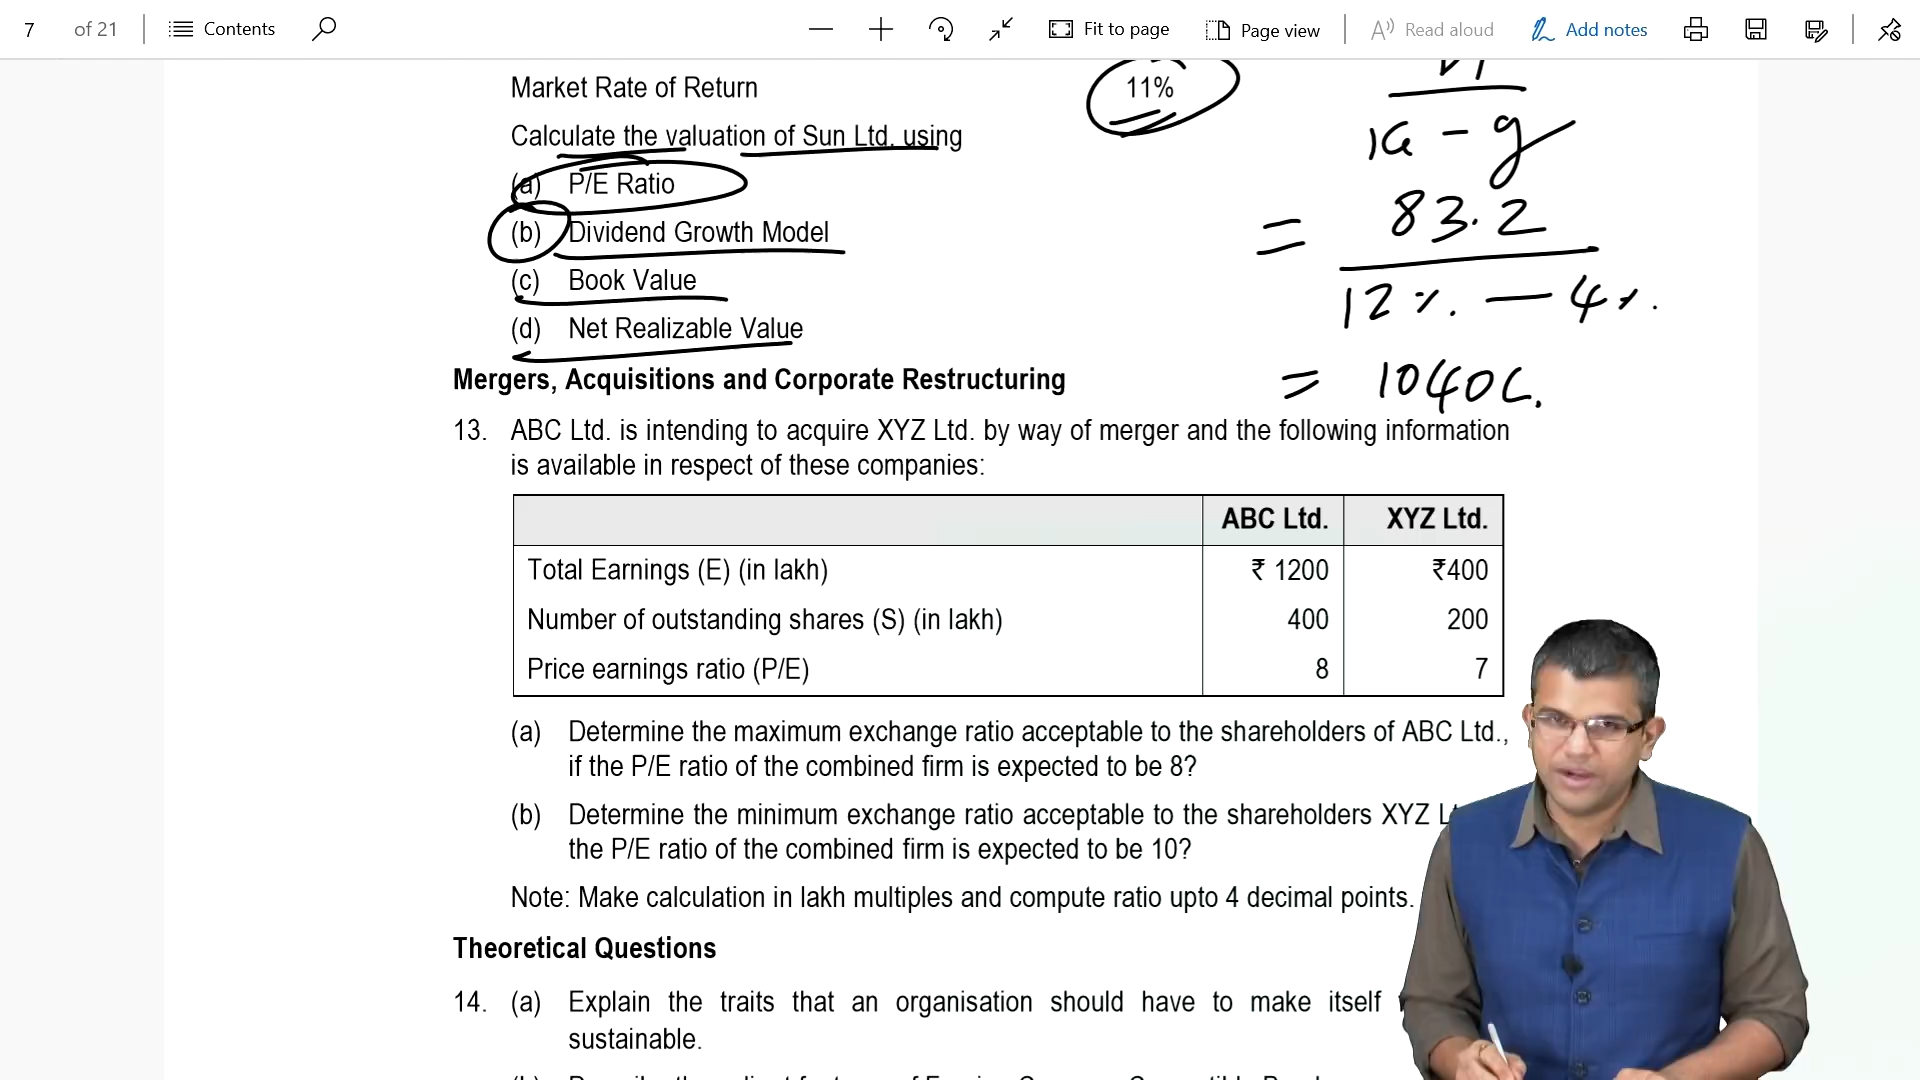 7 of 21 Contents Fit to page Page view Read aloud Add notes
Market Rate of Return 11%
Calculate the valuation of Sun Ltd. using
(a) P/E Ratio
(b) Dividend Growth Model
(c) Book Value
(d) Net Realizable Value
- g
= 83.2
12%. — 4%.
=
Mergers, Acquisitions and Corporate Restructuring
13. ABC Ltd. is intending to acquire XYZ Ltd. by way of merger and the following information
is available in respect of these companies:
ABC Ltd. XYZ Ltd.
Total Earnings (E) (in lakh) ₹ 1200 ₹400
Number of outstanding shares (S) (in lakh) 400 200
Price earnings ratio (P/E) 8 7
(a) Determine the maximum exchange ratio acceptable to the shareholders of ABC Ltd.,
if the P/E ratio of the combined firm is expected to be 8?
(b) Determine the minimum exchange ratio acceptable to the shareholders XYZ
the P/E ratio of the combined firm is expected to be 10?
Note: Make calculation in lakh multiples and compute ratio upto 4 decimal points.
Theoretical Questions
14. (a) Explain the traits that an organisation should have to make itself
sustainable.